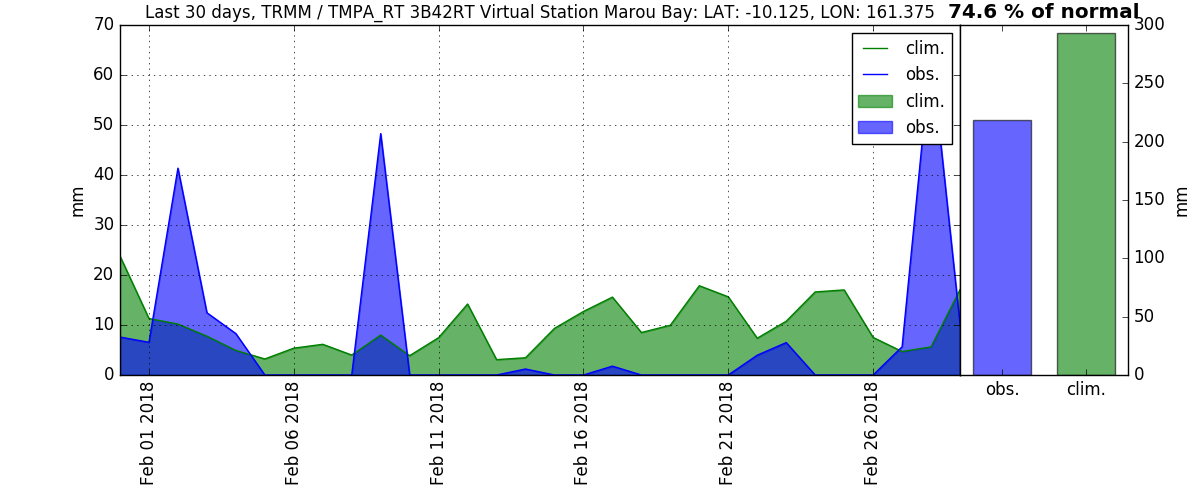 Last 30 days, TRMM / TMPA_RT 3B42RT Virtual Station Marou Bay: LAT: -10.125, LON: 161.375 74.6 % of normal
70
60
50
40
30
20
10
0
mm
clim.
obs.
clim.
obs.
Feb 01 2018
Feb 06 2018
Feb 11 2018
Feb 16 2018
Feb 21 2018
Feb 26 2018
300
250
200
150
100
50
0
mm
obs. clim.